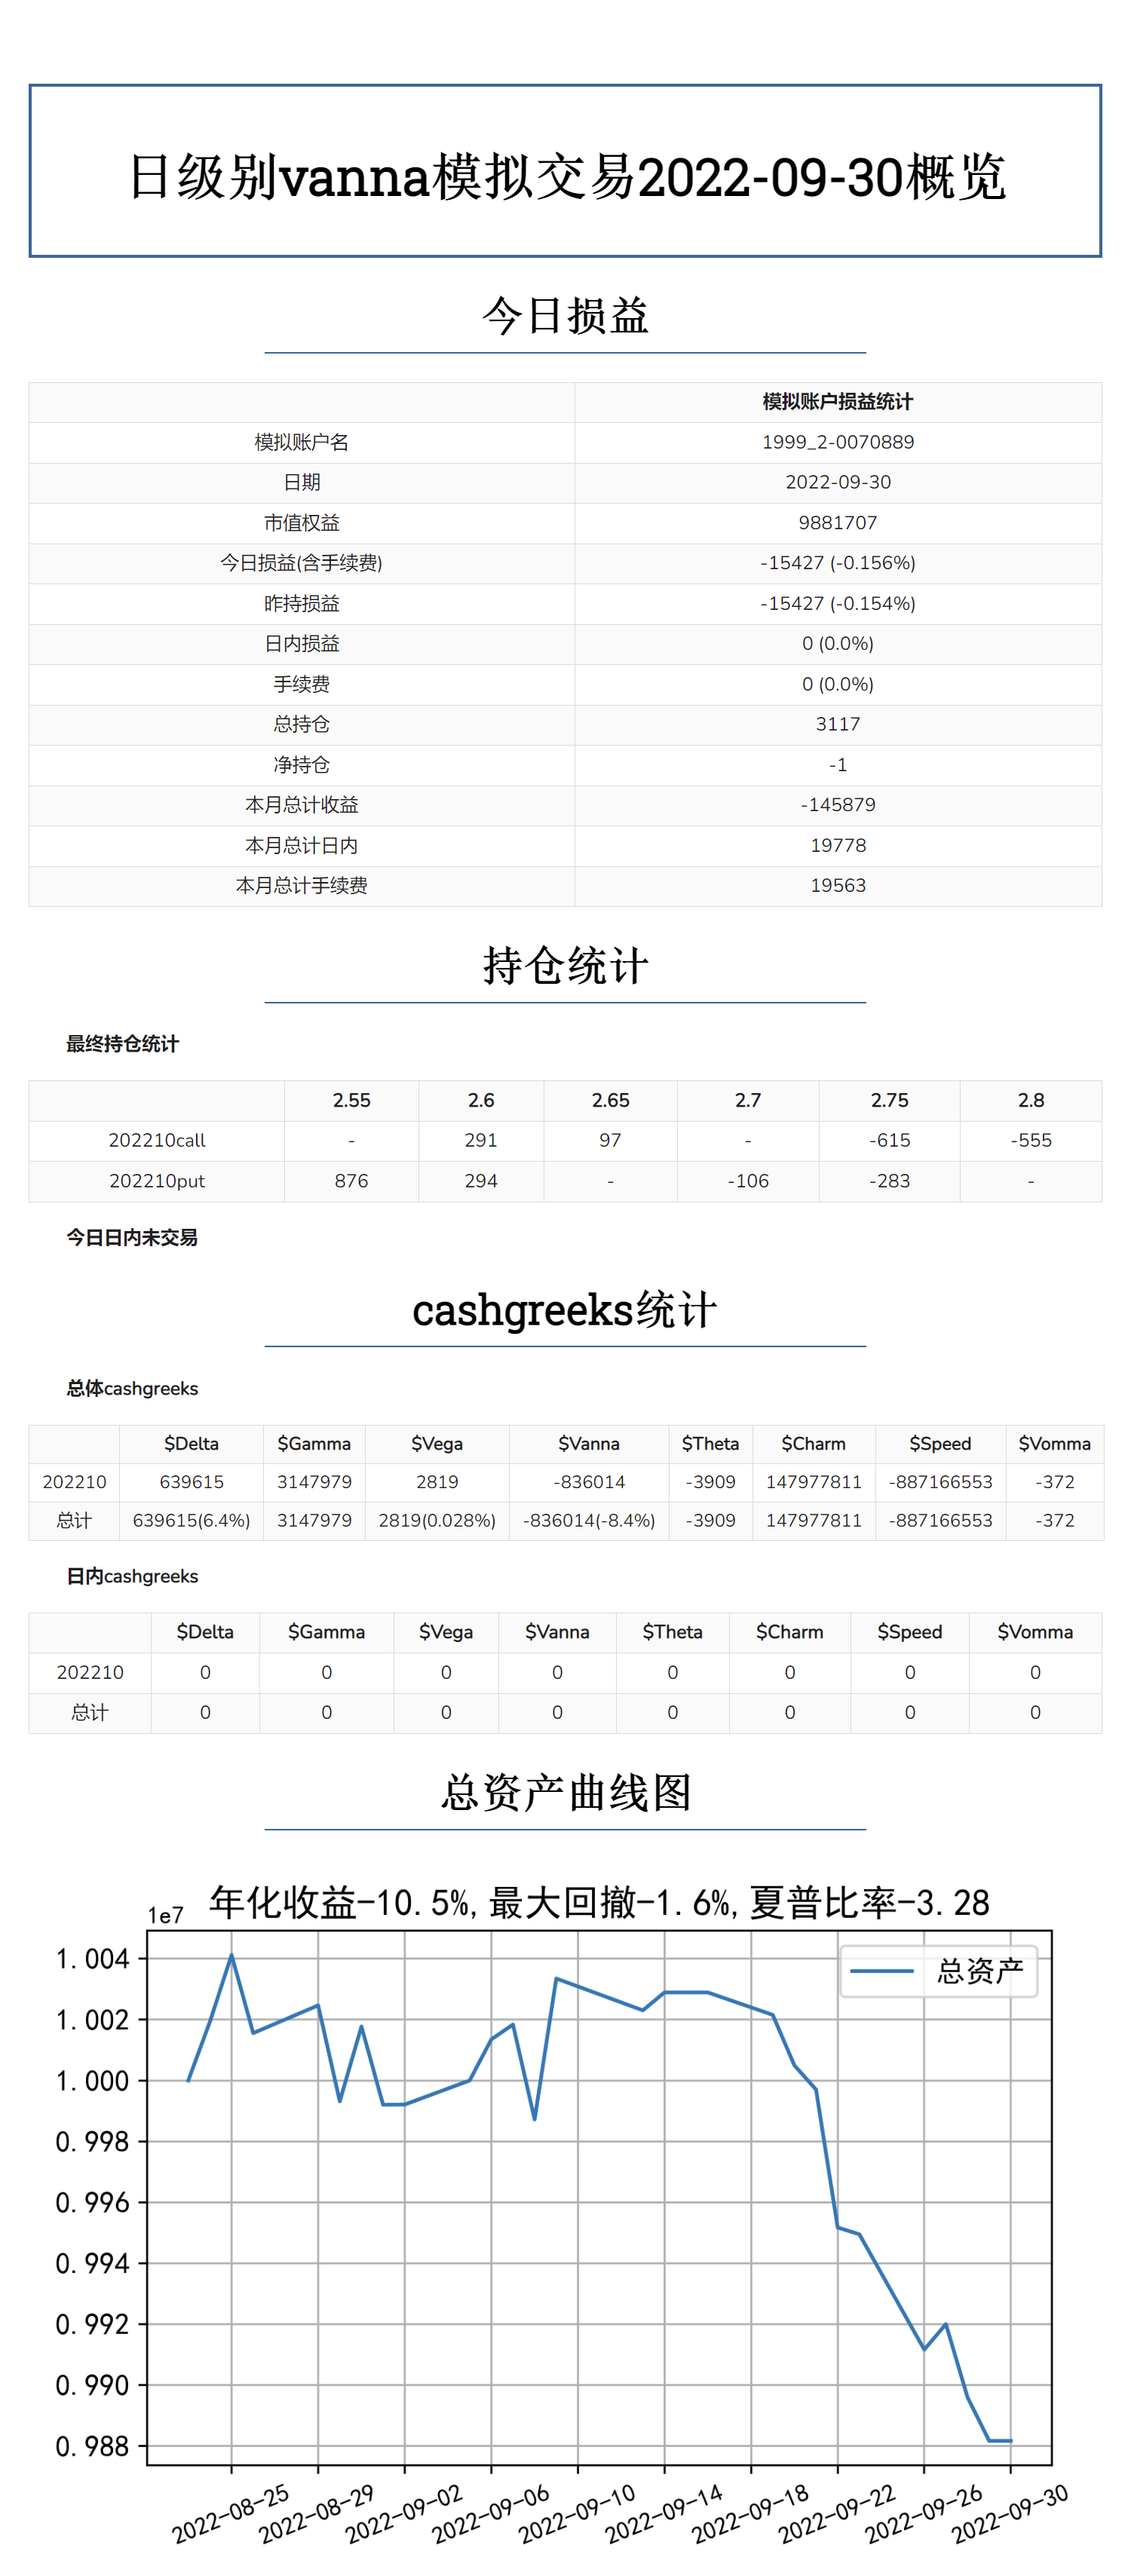 日级别vanna模拟交易2022-09-30概览
今日损益
模拟账户损益统计
模拟账户名 1999_2-0070889
日期 2022-09-30
市值权益 9881707
今日损益(含手续费) -15427 (-0.156%)
昨持损益 -15427 (-0.154%)
日内损益 0 (0.0%)
手续费 0 (0.0%)
总持仓 3117
净持仓 -1
本月总计收益 -145879
本月总计日内 19778
本月总计手续费 19563
持仓统计
最终持仓统计
2.55 2.6 2.65 2.7 2.75 2.8
202210call - 291 97 - -615 -555
202210put 876 294 - -106 -283 -
今日日内未交易
cashgreeks统计
总体cashgreeks
$Delta $Gamma $Vega $Vanna $Theta $Charm $Speed $Vomma
202210 639615 3147979 2819 -836014 -3909 147977811 -887166553 -372
总计 639615(6.4%) 3147979 2819(0.028%) -836014(-8.4%) -3909 147977811 -887166553 -372
日内cashgreeks
$Delta $Gamma $Vega $Vanna $Theta $Charm $Speed $Vomma
202210 0 0 0 0 0 0 0 0
总计 0 0 0 0 0 0 0 0
总资产曲线图
年化收益-10.5%,最大回撤-1.6%,夏普比率-3.28
1e7
总资产
1.004
1.002
1.000
0.998
0.996
0.994
0.992
0.990
0.988
2022-08-25 2022-08-29 2022-09-02 2022-09-06 2022-09-10 2022-09-14 2022-09-18 2022-09-22 2022-09-26 2022-09-30